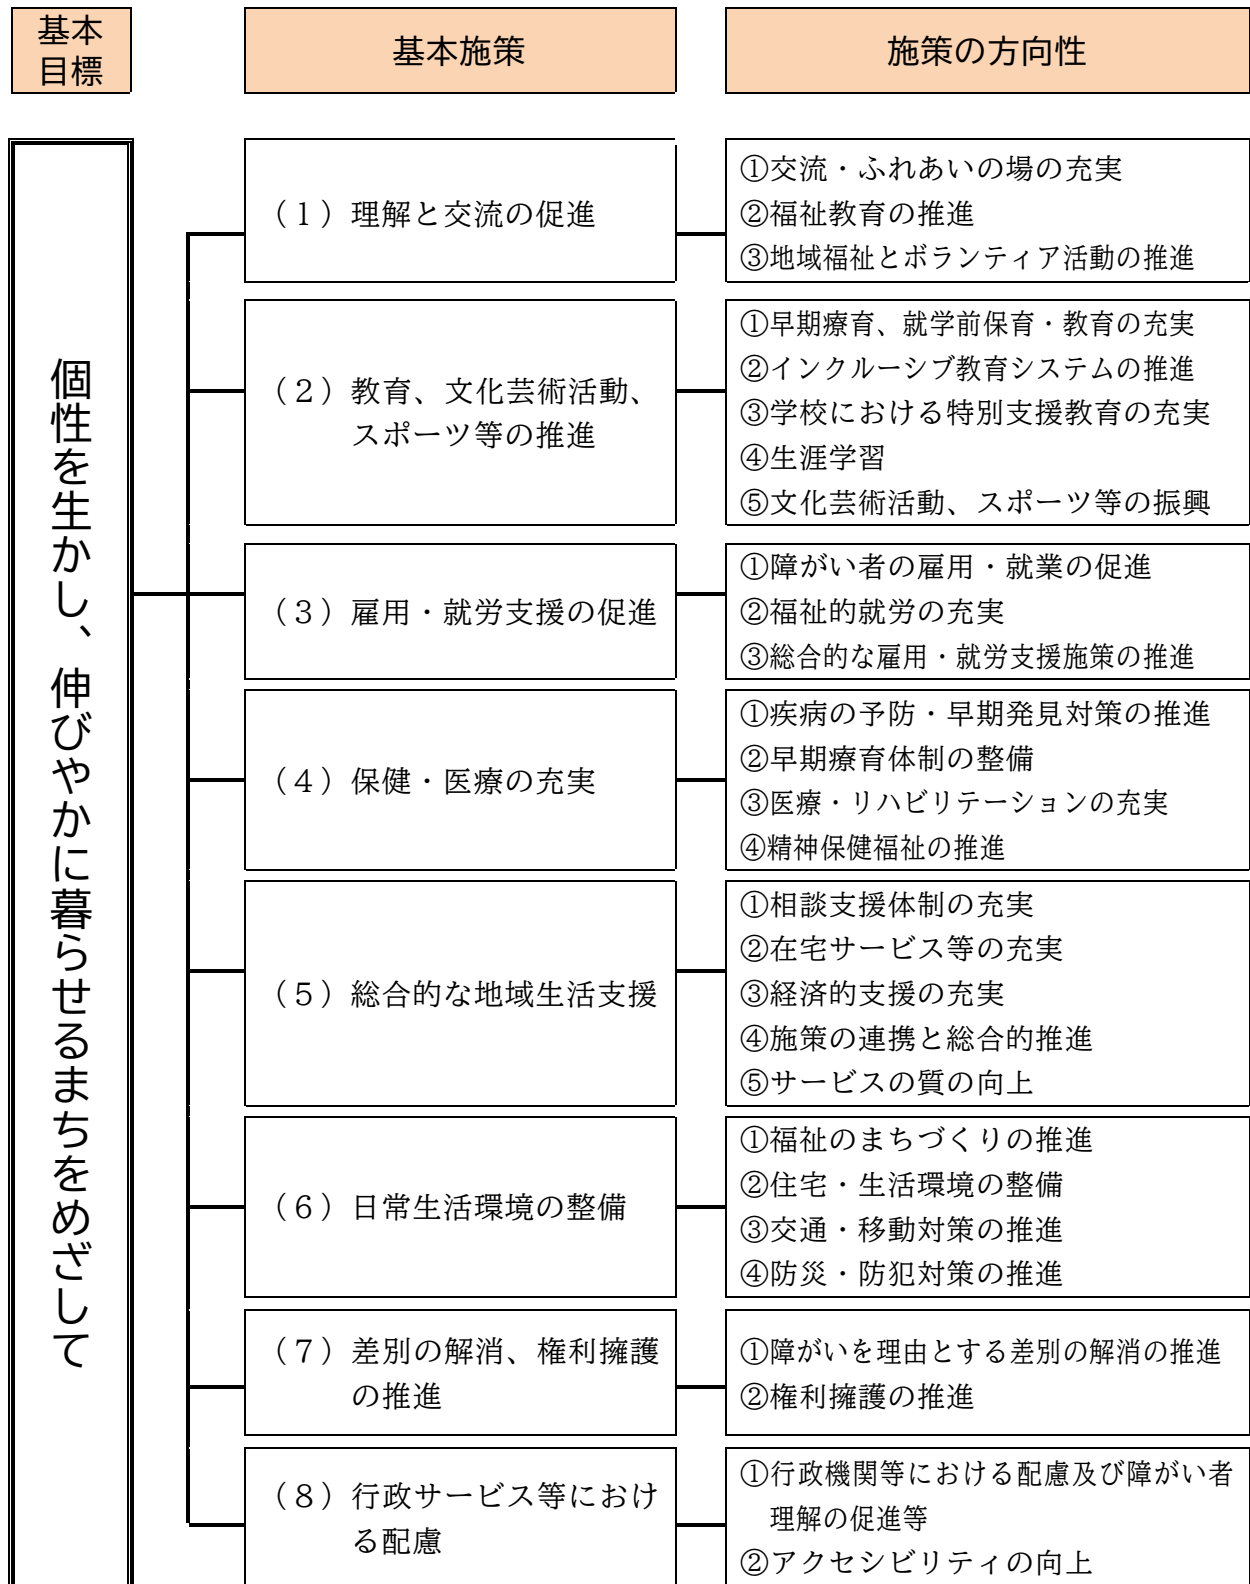 基本
目標
基本施策
施策の方向性
個性を生かし、伸びやかに暮らせるまちをめざして
（１）理解と交流の促進
①交流・ふれあいの場の充実
②福祉教育の推進
③地域福祉とボランティア活動の推進
（２）教育、文化芸術活動、
スポーツ等の推進
①早期療育、就学前保育・教育の充実
②インクルーシブ教育システムの推進
③学校における特別支援教育の充実
④生涯学習
⑤文化芸術活動、スポーツ等の振興
（３）雇用・就労支援の促進
①障がい者の雇用・就業の促進
②福祉的就労の充実
③総合的な雇用・就労支援施策の推進
（４）保健・医療の充実
①疾病の予防・早期発見対策の推進
②早期療育体制の整備
③医療・リハビリテーションの充実
④精神保健福祉の推進
（５）総合的な地域生活支援
①相談支援体制の充実
②在宅サービス等の充実
③経済的支援の充実
④施策の連携と総合的推進
⑤サービスの質の向上
（６）日常生活環境の整備
①福祉のまちづくりの推進
②住宅・生活環境の整備
③交通・移動対策の推進
④防災・防犯対策の推進
（７）差別の解消、権利擁護
の推進
①障がいを理由とする差別の解消の推進
②権利擁護の推進
（８）行政サービス等におけ
る配慮
①行政機関等における配慮及び障がい者
理解の促進等
②アクセシビリティの向上